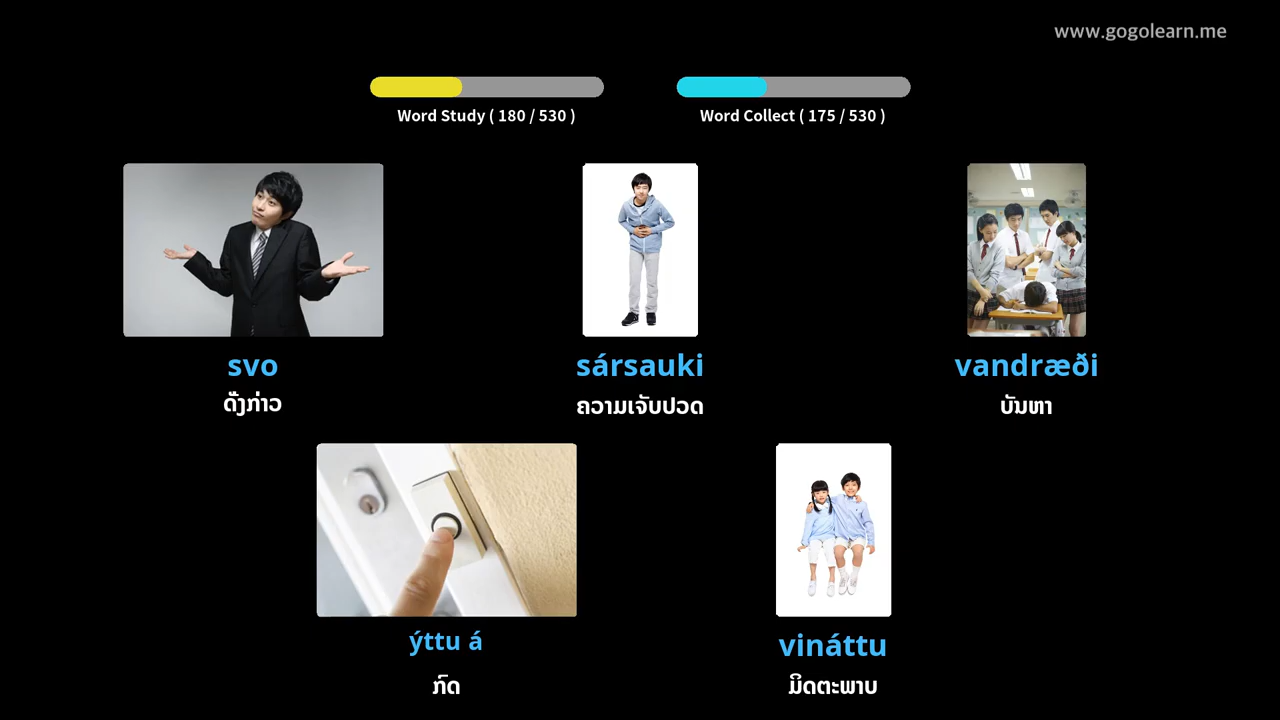 www.gogolearn.me
Word Study ( 180 / 530 )
Word Collect ( 175 / 530 )
svo
sársauki
vandræði
ດັ່ງກ່າວ
ຄວາມເຈັບປວດ
ບັນຫາ
ýttu á
vináttu
ກົດ
ມິດຕະພາບ